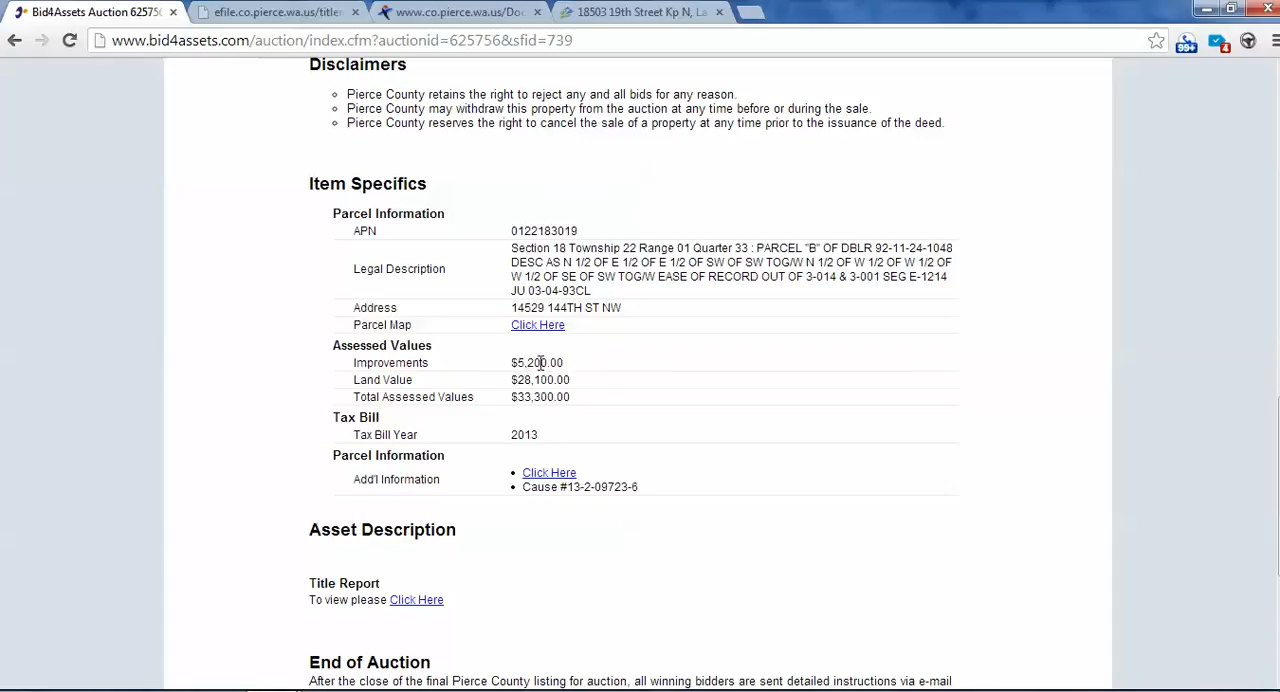 Bid4Assets Auction 62575
efile.co.pierce.wa.us/title
www.co.pierce.wa.us/Doc
18503 19th Street Kp N, La
www.bid4assets.com/auction/index.cfm?auctionid=625756&sfid=739
99+
4
Disclaimers
Pierce County retains the right to reject any and all bids for any reason.
Pierce County may withdraw this property from the auction at any time before or during the sale.
Pierce County reserves the right to cancel the sale of a property at any time prior to the issuance of the deed.
Item Specifics
Parcel Information
APN 0122183019
Legal Description Section 18 Township 22 Range 01 Quarter 33 : PARCEL "B" OF DBLR 92-11-24-1048
DESC AS N 1/2 OF E 1/2 OF E 1/2 OF SW OF SW TOG/W N 1/2 OF W 1/2 OF W 1/2 OF
W 1/2 OF SE OF SW TOG/W EASE OF RECORD OUT OF 3-014 & 3-001 SEG E-1214
JU 03-04-93CL
Address 14529 144TH ST NW
Parcel Map Click Here
Assessed Values
Improvements $5,200.00
Land Value $28,100.00
Total Assessed Values $33,300.00
Tax Bill
Tax Bill Year 2013
Parcel Information
Add'l Information • Click Here
• Cause #13-2-09723-6
Asset Description
Title Report
To view please Click Here
End of Auction
After the close of the final Pierce County listing for auction, all winning bidders are sent detailed instructions via e-mail